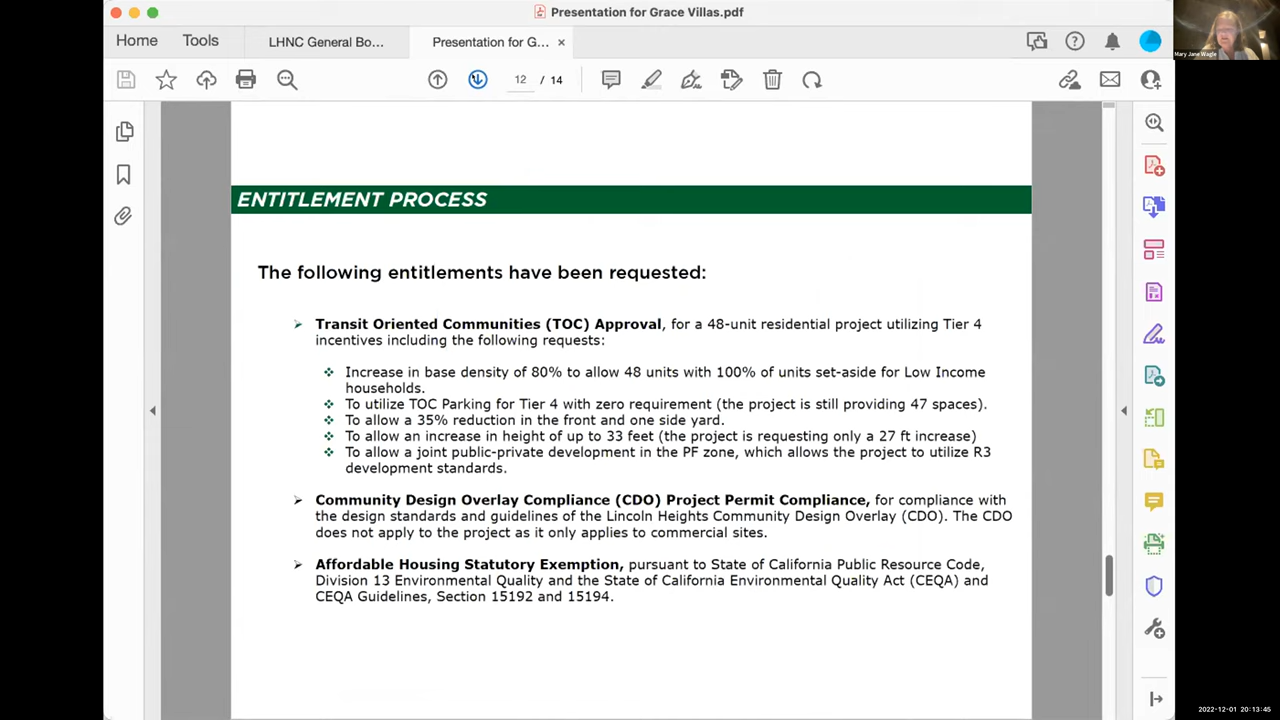 Presentation for Grace Villas.pdf
Mary Jane Wagle
Home
Tools
LHNC General Bo...
Presentation for G...
12 / 14
ENTITLEMENT PROCESS
The following entitlements have been requested:
Transit Oriented Communities (TOC) Approval, for a 48-unit residential project utilizing Tier 4
incentives including the following requests:
Increase in base density of 80% to allow 48 units with 100% of units set-aside for Low Income
households.
To utilize TOC Parking for Tier 4 with zero requirement (the project is still providing 47 spaces).
To allow a 35% reduction in the front and one side yard.
To allow an increase in height of up to 33 feet (the project is requesting only a 27 ft increase)
To allow a joint public-private development in the PF zone, which allows the project to utilize R3
development standards.
Community Design Overlay Compliance (CDO) Project Permit Compliance, for compliance with
the design standards and guidelines of the Lincoln Heights Community Design Overlay (CDO). The CDO
does not apply to the project as it only applies to commercial sites.
Affordable Housing Statutory Exemption, pursuant to State of California Public Resource Code,
Division 13 Environmental Quality and the State of California Environmental Quality Act (CEQA) and
CEQA Guidelines, Section 15192 and 15194.
2022-12-01 20:13:45